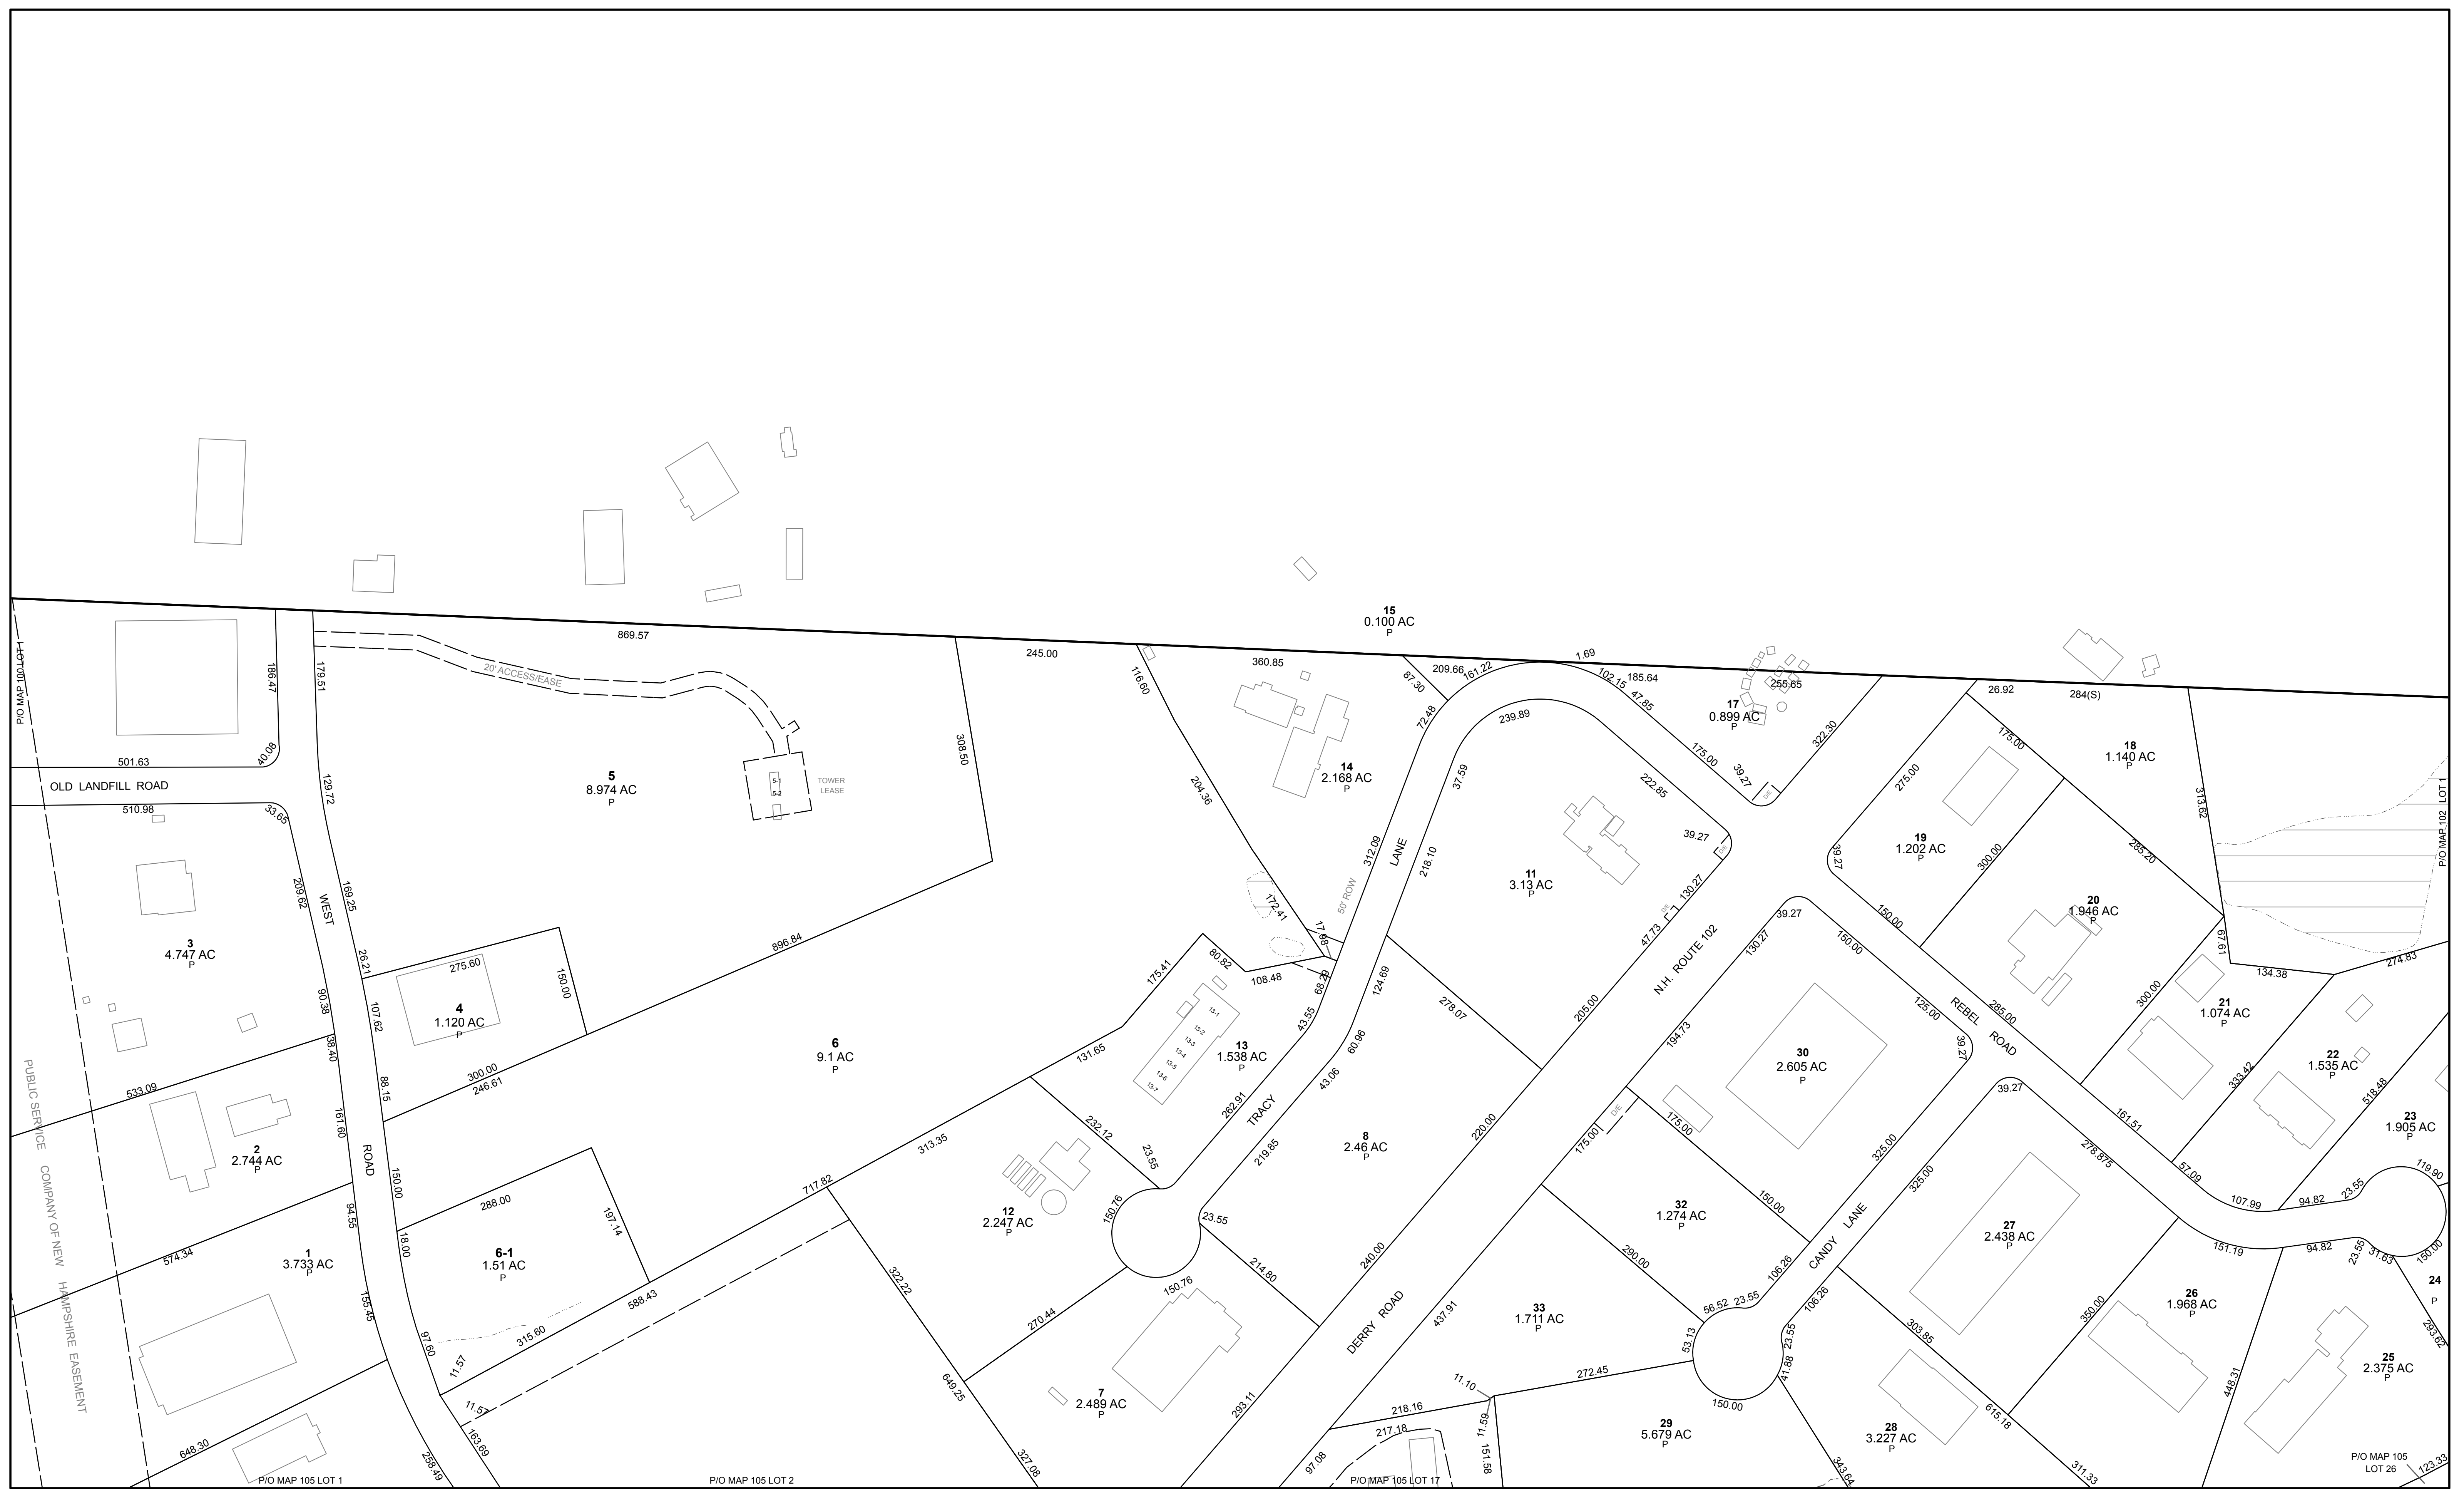 15
0.100 AC
P
869.57
245.00
360.85
209.66
161.22
1.69
102.15
185.64
47.85
255.65
26.92
284(S)
P/O MAP 100 LOT 1
186.47
179.51
20' ACCESS/EASE
116.60
87.30
72.48
239.89
17
0.899 AC
P
175.00
322.30
39.27
D/E
175.00
18
1.140 AC
P
501.63
40.08
OLD LANDFILL ROAD
510.98
33.65
129.72
5
8.974 AC
P
5-1
5-2
TOWER
LEASE
308.50
204.36
14
2.168 AC
P
37.59
222.85
275.00
313.62
P/O MAP 102 LOT 1
39.27
D/E
19
1.202 AC
P
39.27
300.00
285.20
209.62
WEST
169.25
312.09
LANE
218.10
50' ROW
11
3.13 AC
P
130.27
D/E
47.73
172.41
17.98
20
1.946 AC
P
150.00
67.61
3
4.747 AC
P
26.21
275.60
150.00
896.84
175.41
80.82
108.48
68.29
124.69
278.07
N.H. ROUTE 102
130.27
39.27
150.00
134.38
274.83
90.38
107.62
4
1.120 AC
P
38.40
13-1
13-2
13-3
13-4
13-5
13-6
13-7
13
1.538 AC
P
43.55
60.96
205.00
194.73
125.00
39.27
REBEL ROAD
285.00
300.00
21
1.074 AC
P
6
9.1 AC
P
131.65
43.06
30
2.605 AC
P
22
1.535 AC
P
333.42
518.48
533.09
88.15
300.00
246.61
161.60
232.12
262.91
TRACY
219.85
220.00
D/E
175.00
175.00
39.27
161.51
23
1.905 AC
P
PUBLIC SERVICE COMPANY OF NEW HAMPSHIRE EASEMENT
2
2.744 AC
P
ROAD
150.00
288.00
197.14
313.35
717.82
23.55
8
2.46 AC
P
150.00
325.00
325.00
278.875
57.09
107.99
94.82
23.55
119.90
94.55
18.00
574.34
1
3.733 AC
P
6-1
1.51 AC
P
12
2.247 AC
P
150.76
23.55
32
1.274 AC
P
CANDY LANE
27
2.438 AC
P
151.19
94.82
23.55
31.63
150.00
155.45
97.60
588.43
322.22
150.76
214.80
240.00
290.00
106.26
106.26
24
P
315.60
11.57
270.44
DERRY ROAD
437.91
33
1.711 AC
P
56.52
23.55
53.13
23.55
41.88
303.85
350.00
26
1.968 AC
P
293.62
11.57
163.69
649.25
7
2.489 AC
P
293.11
11.10
272.45
218.16
217.18
11.59
151.58
150.00
29
5.679 AC
P
28
3.227 AC
P
615.18
448.31
25
2.375 AC
P
648.30
258.49
327.08
97.08
343.64
311.33
P/O MAP 105
LOT 26
123.33
P/O MAP 105 LOT 1
P/O MAP 105 LOT 2
P/O MAP 105 LOT 17